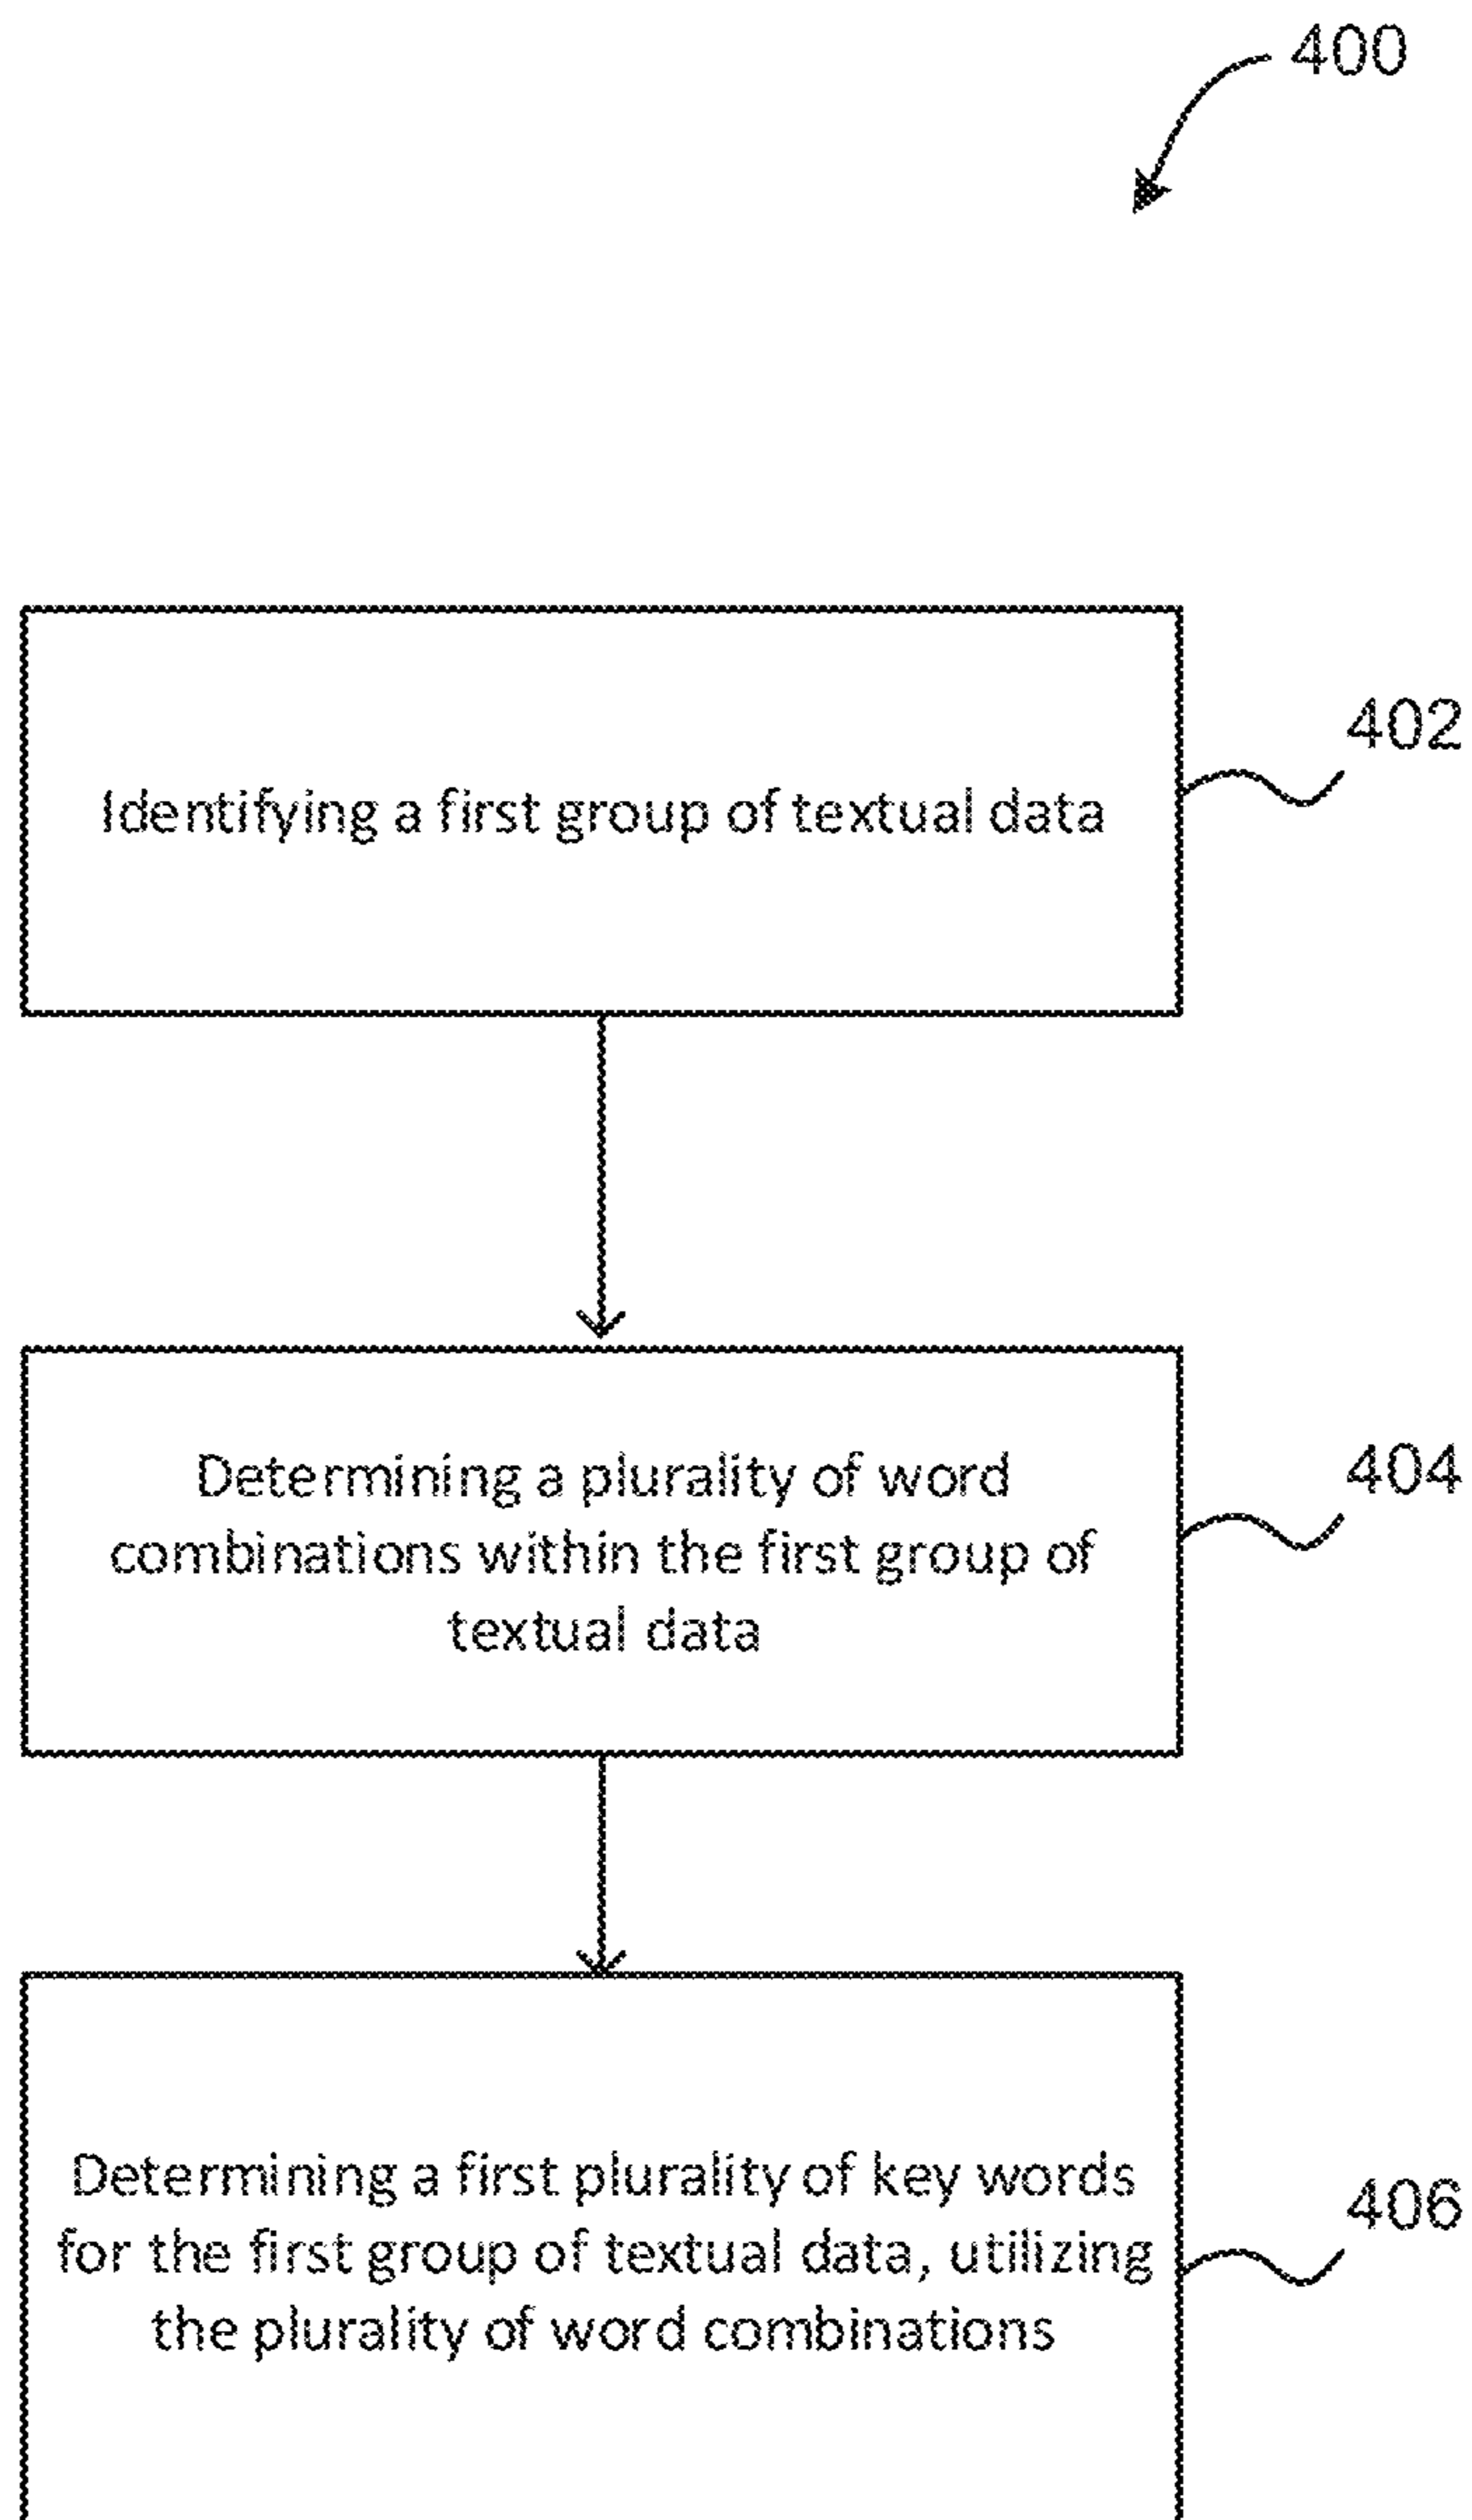 400
402
Identifying a first group of textual data
404
Determining a plurality of word
combinations within the first group of
textual data
406
Determining a first plurality of key words
for the first group of textual data, utilizing
the plurality of word combinations